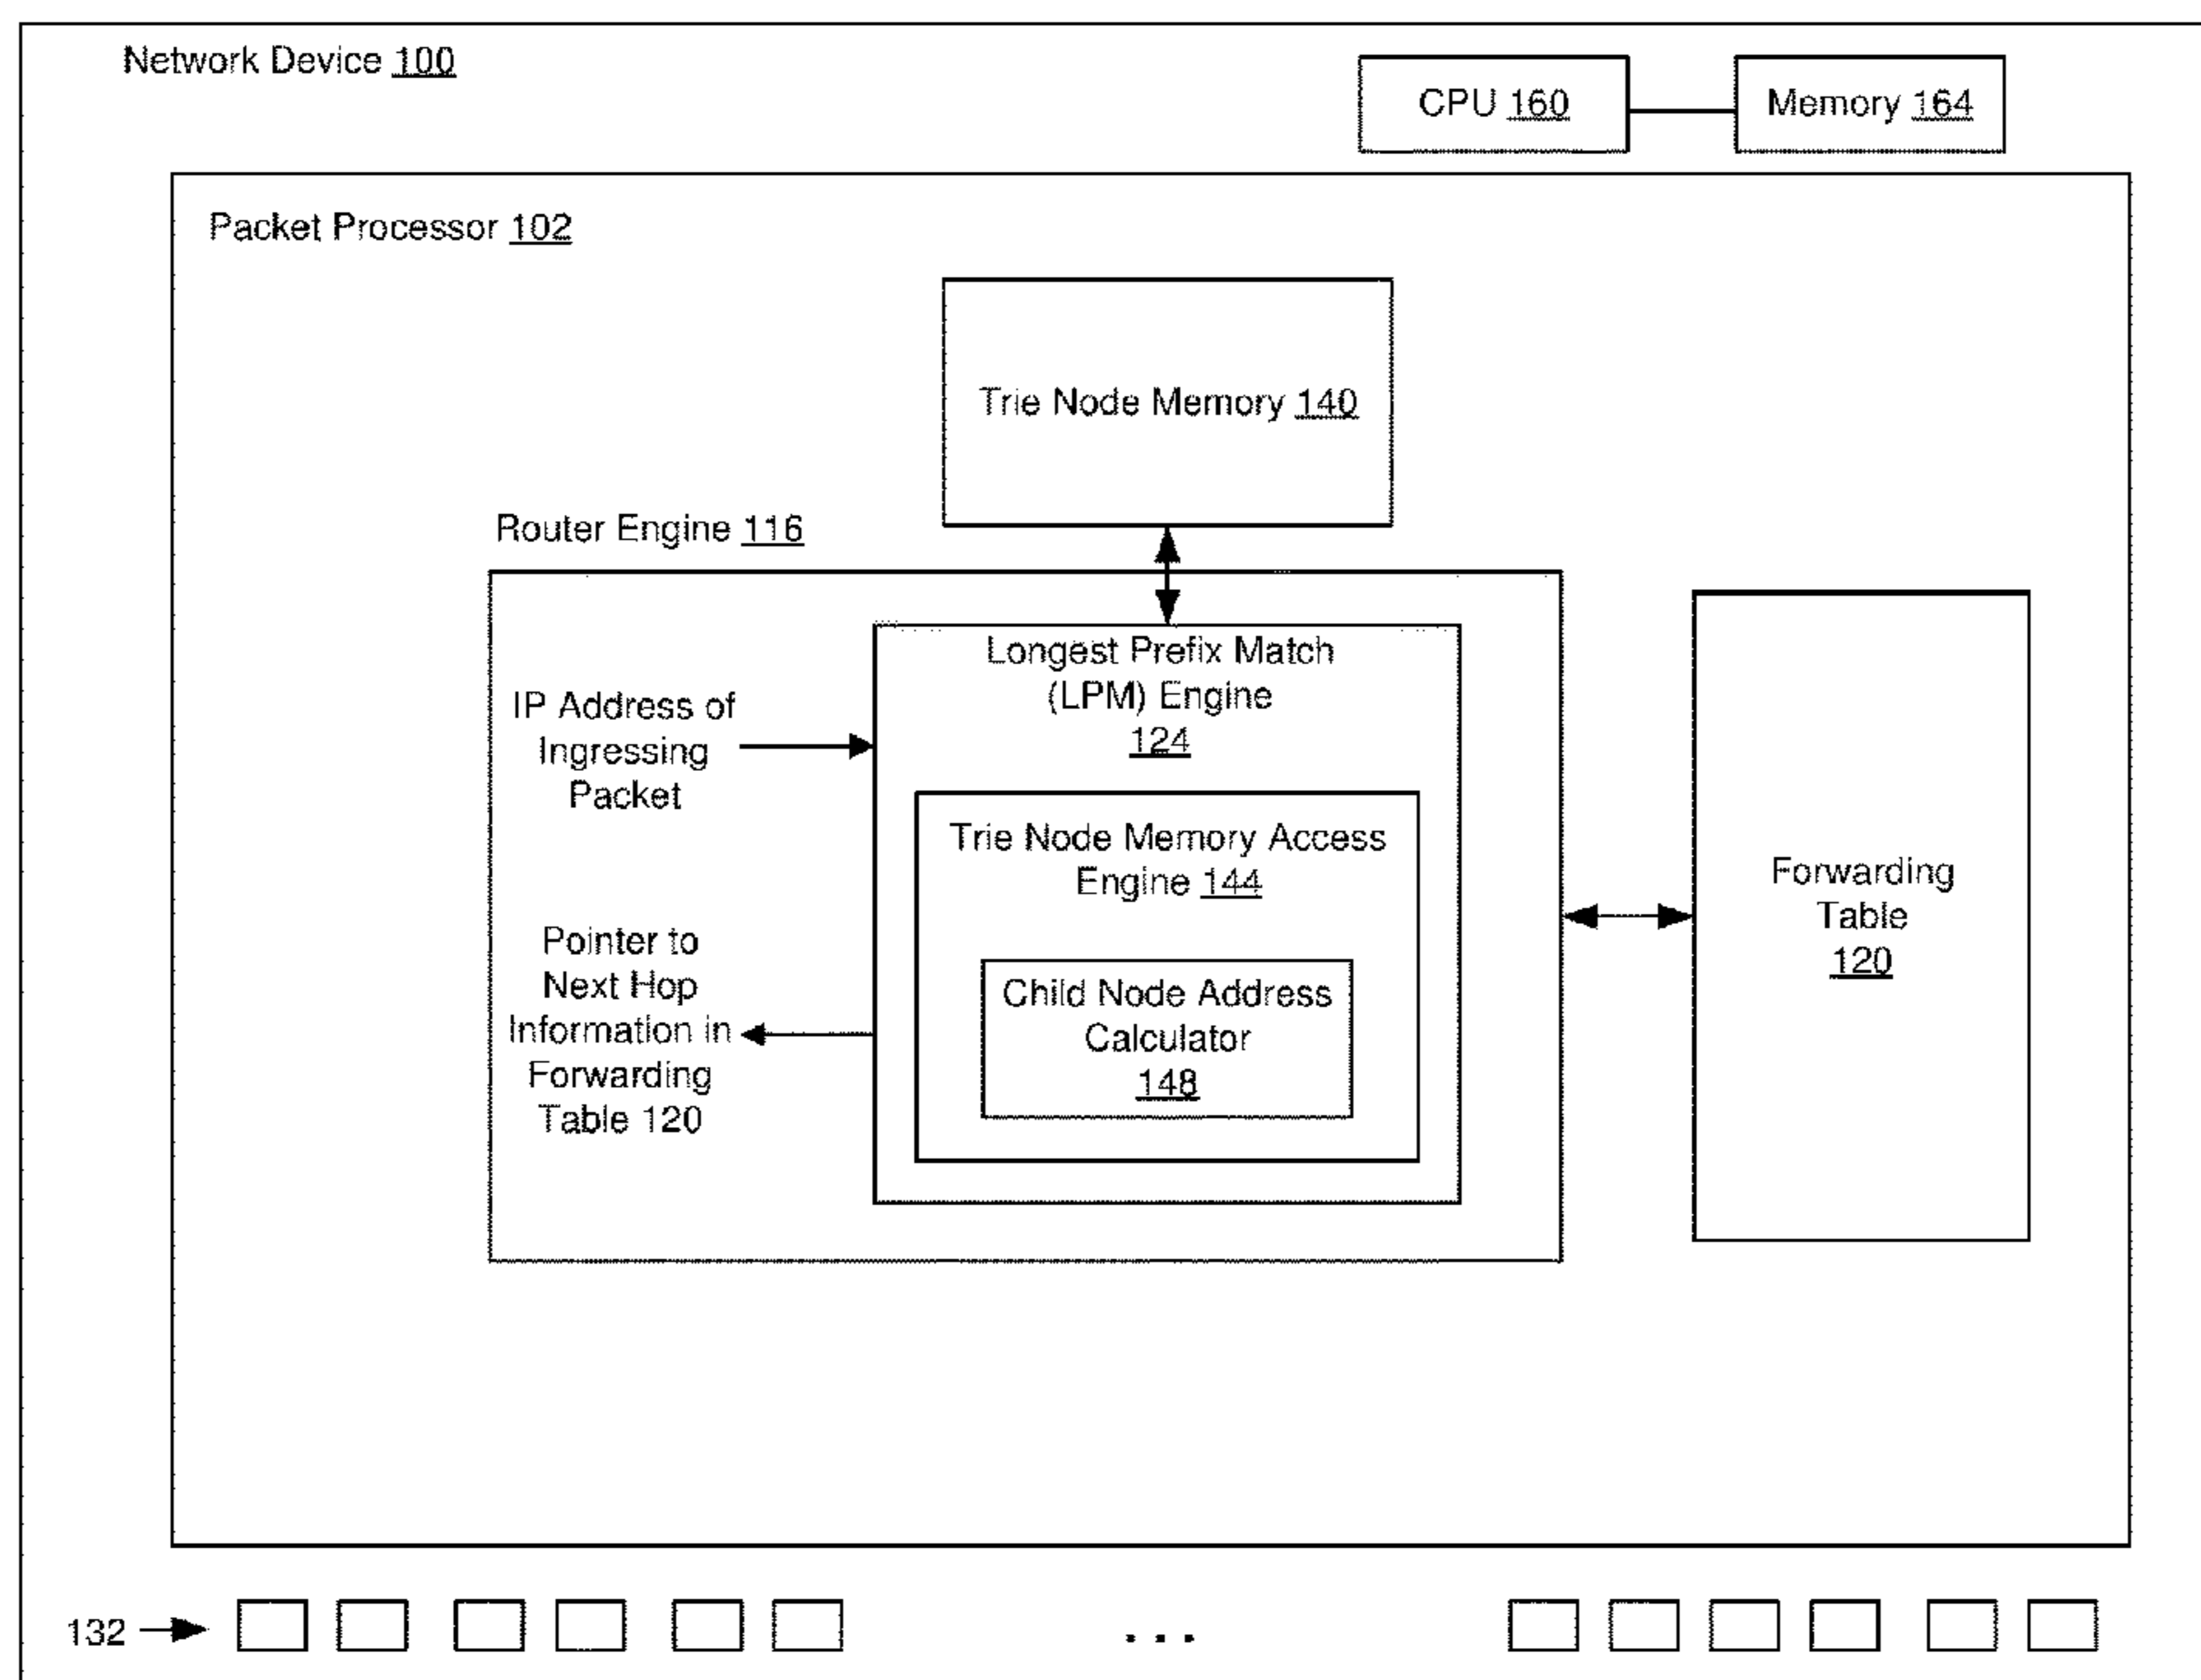 Network Device 100
CPU 160
Memory 164
Packet Processor 102
Trie Node Memory 140
Router Engine 116
Longest Prefix Match
(LPM) Engine
124
IP Address of
Ingressing
Packet
Trie Node Memory Access
Engine 144
Pointer to
Next Hop
Information in
Forwarding
Table 120
Child Node Address
Calculator
148
Forwarding
Table
120
132
...